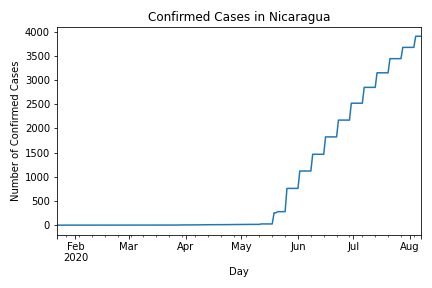 Confirmed Cases in Nicaragua
Number of Confirmed Cases
4000
3500
3000
2500
2000
1500
1000
500
0
Feb Mar Apr May Jun Jul Aug
2020
Day